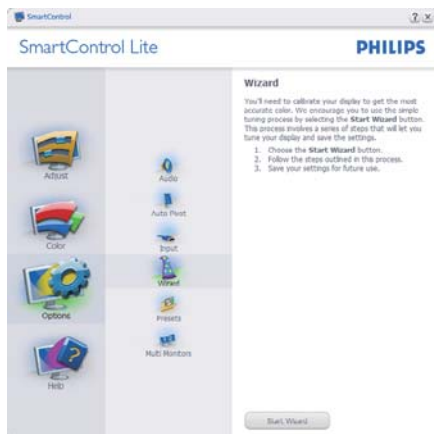 SmartControl
SmartControl Lite
PHILIPS
Adjust
Color
Options
Help
Audio
Auto Pivot
Input
Wizard
Presets
Multi Monitors
Wizard
You'll need to calibrate your display to get the most
accurate color. We encourage you to use the simple
tuning process by selecting the Start Wizard button.
This process involves a series of steps that will let you
tune your display and save the settings.
1. Choose the Start Wizard button.
2. Follow the steps outlined in this process.
3. Save your settings for future use.
Start Wizard